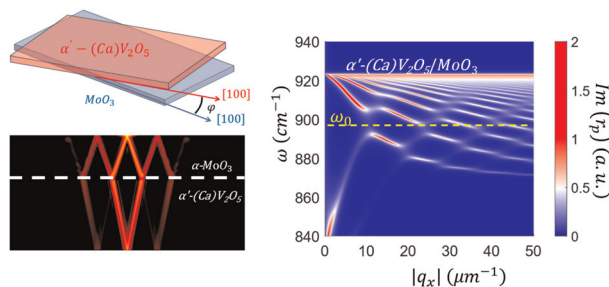 α' − (Ca)V₂O₅
[100]
φ
[100]
MoO₃
α-MoO₃
α'-(Ca)V₂O₅
α'-(Ca)V₂O₅/MoO₃
ω₀
ω (cm⁻¹)
940
920
900
880
860
840
0 10 20 30 40 50
|qₓ| (μm⁻¹)
2
1.5
1
0.5
0
Im (rₚ) (a. u.)